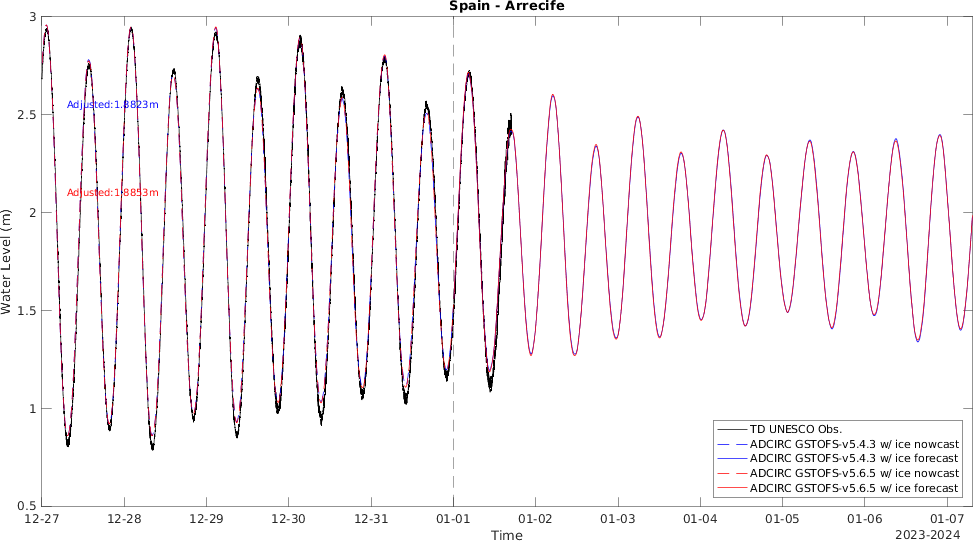 Spain - Arrecife
3
2.5
2
1.5
1
0.5
Water Level (m)
Adjusted:1.8823m
Adjusted:1.8853m
TD UNESCO Obs.
ADCIRC GSTOFS-v5.4.3 w/ ice nowcast
ADCIRC GSTOFS-v5.4.3 w/ ice forecast
ADCIRC GSTOFS-v5.6.5 w/ ice nowcast
ADCIRC GSTOFS-v5.6.5 w/ ice forecast
12-27 12-28 12-29 12-30 12-31 01-01 01-02 01-03 01-04 01-05 01-06 01-07
Time
2023-2024